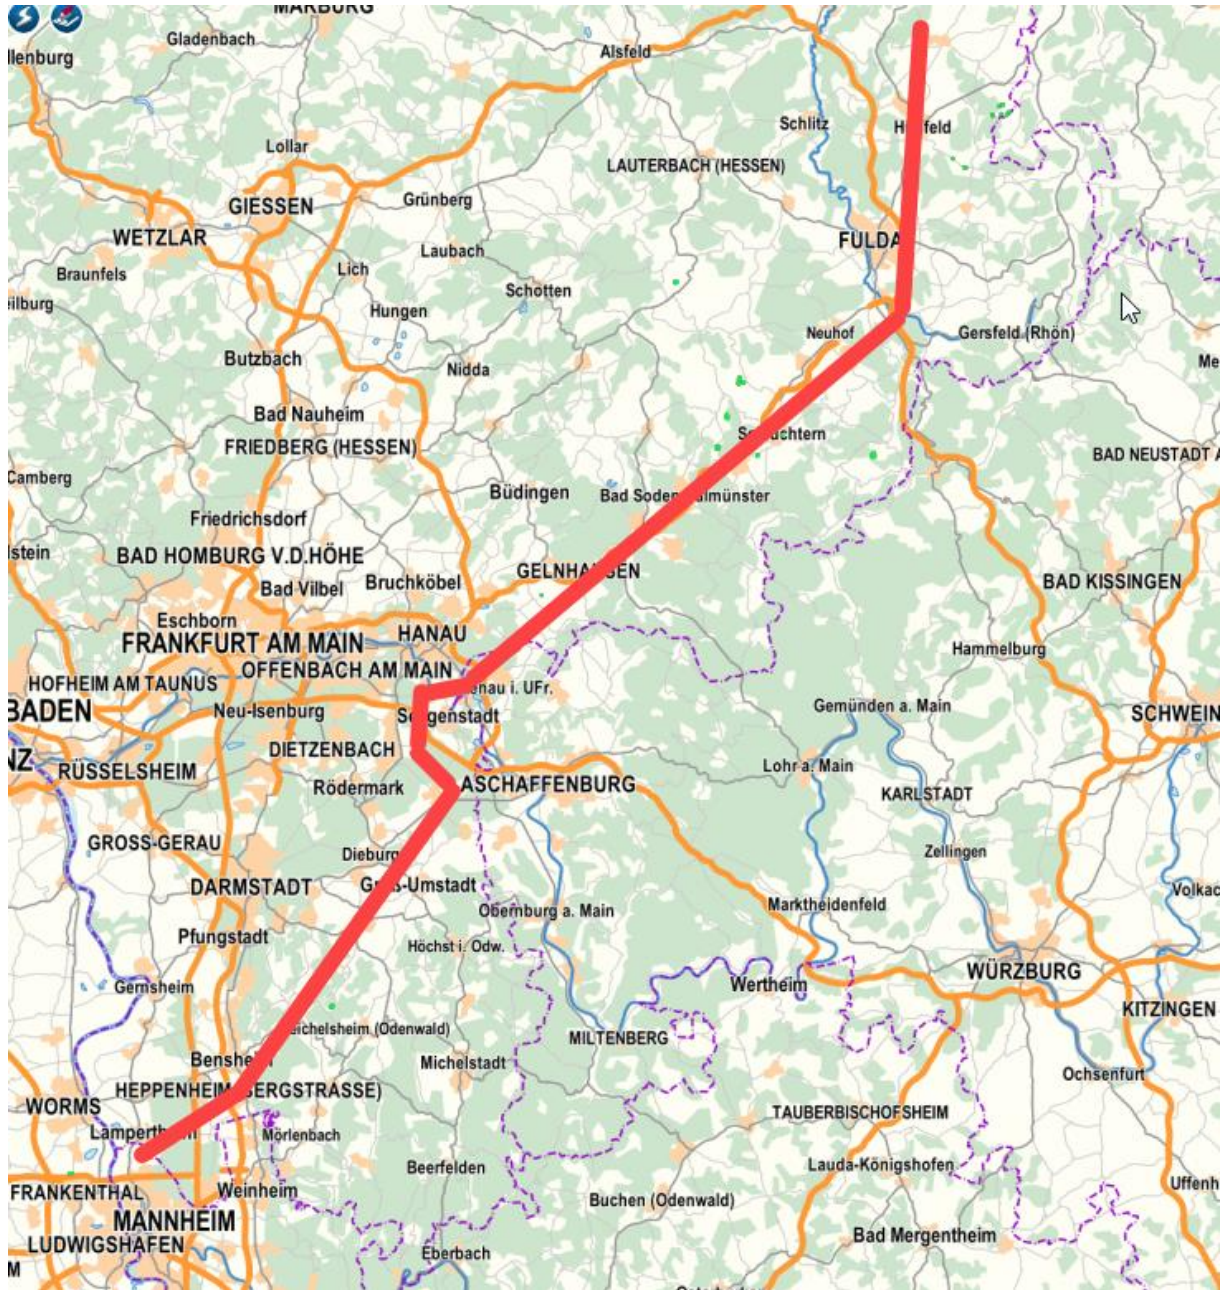 MARBURG
Gladenbach
Alsfeld
llenburg
Schlitz
Lollar
LAUTERBACH (HESSEN)
GIESSEN
Grünberg
WETZLAR
FULDA
Laubach
Braunfels
Lich
Schotten
eilburg
Hungen
Neuhof
Gersfeld (Rhön)
Butzbach
Nidda
Me
Bad Nauheim
FRIEDBERG (HESSEN)
BAD NEUSTADT A
Camberg
Büdingen
Friedrichsdorf
stein
BAD HOMBURG V.D.HÖHE
Bad Vilbel
Bruchköbel
BAD KISSINGEN
Eschborn
FRANKFURT AM MAIN
HANAU
Hammelburg
OFFENBACH AM MAIN
HOFHEIM AM TAUNUS
enau i. UFr.
BADEN
Neu-Isenburg
Gemünden a. Main
SCHWEIN
DIETZENBACH
NZ
RÜSSELSHEIM
Rödermark
ASCHAFFENBURG
Lohr a. Main
KARLSTADT
GROSS-GERAU
Dieburg
Zellingen
DARMSTADT
Volkac
Obernburg a. Main
Marktheidenfeld
Pfungstadt
Höchst i. Odw.
Gernsheim
Wertheim
WÜRZBURG
KITZINGEN
eichelsheim (Odenwald)
MILTENBERG
Michelstadt
Ochsenfurt
WORMS
TAUBERBISCHOFSHEIM
Mörlenbach
Beerfelden
Lauda-Königshofen
FRANKENTHAL
Weinheim
Buchen (Odenwald)
Uffenh
MANNHEIM
LUDWIGSHAFEN
Eberbach
Bad Mergentheim
M